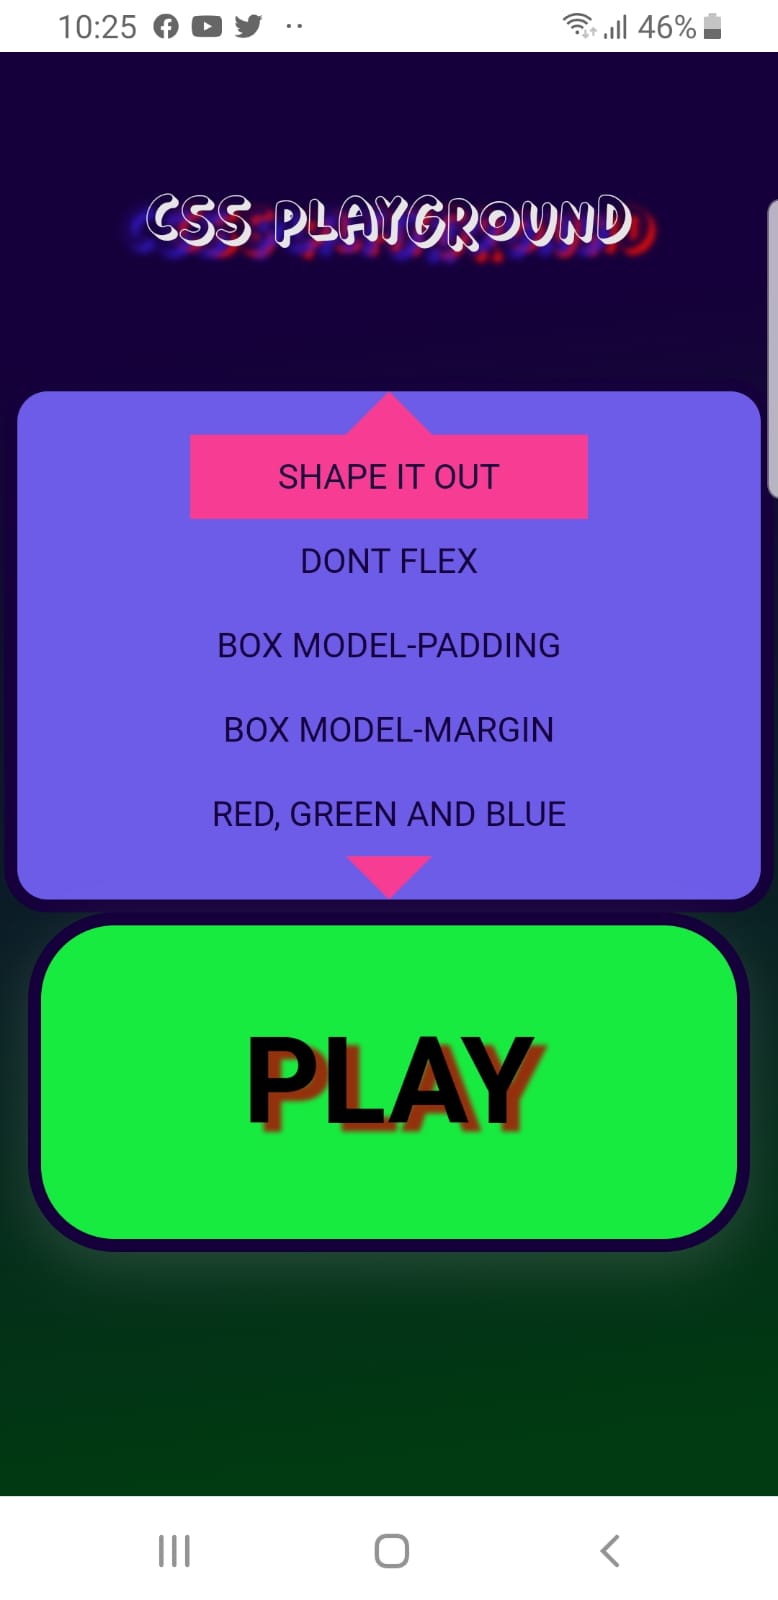 10:25
46%
CSS PLAYGROUND
SHAPE IT OUT
DONT FLEX
BOX MODEL-PADDING
BOX MODEL-MARGIN
RED, GREEN AND BLUE
PLAY